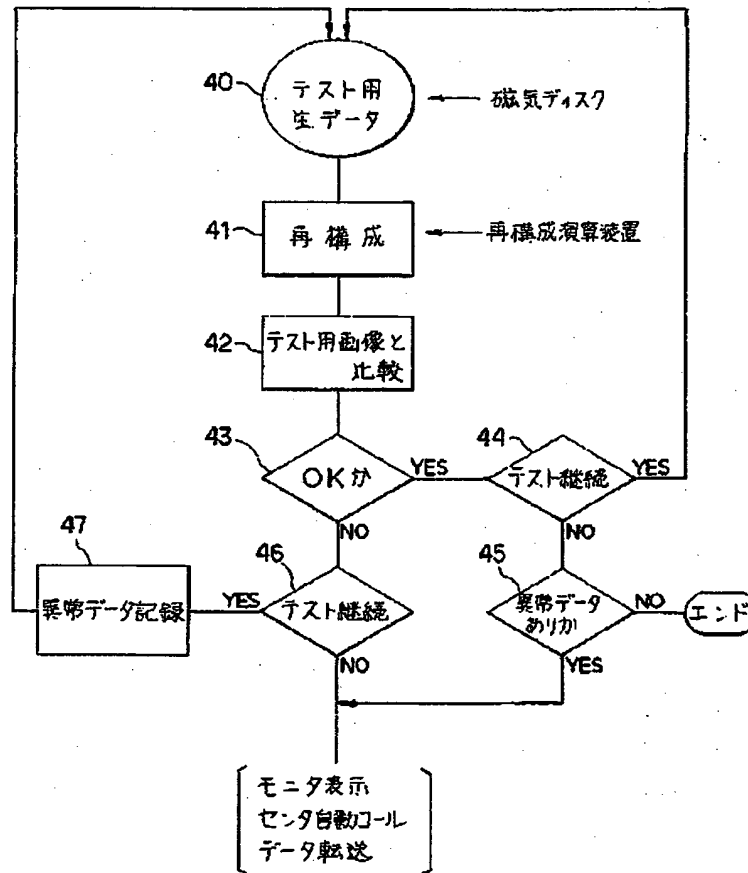 40
テスト用
生データ
磁気ディスク
41
再構成
再構成演算装置
42
テスト用画像と
比較
43
OKか
YES
NO
44
テスト継続
YES
NO
47
異常データ記録
46
YES
テスト継続
NO
45
異常データ
ありか
NO
YES
エンド
モニタ表示
センタ自動コール
データ転送